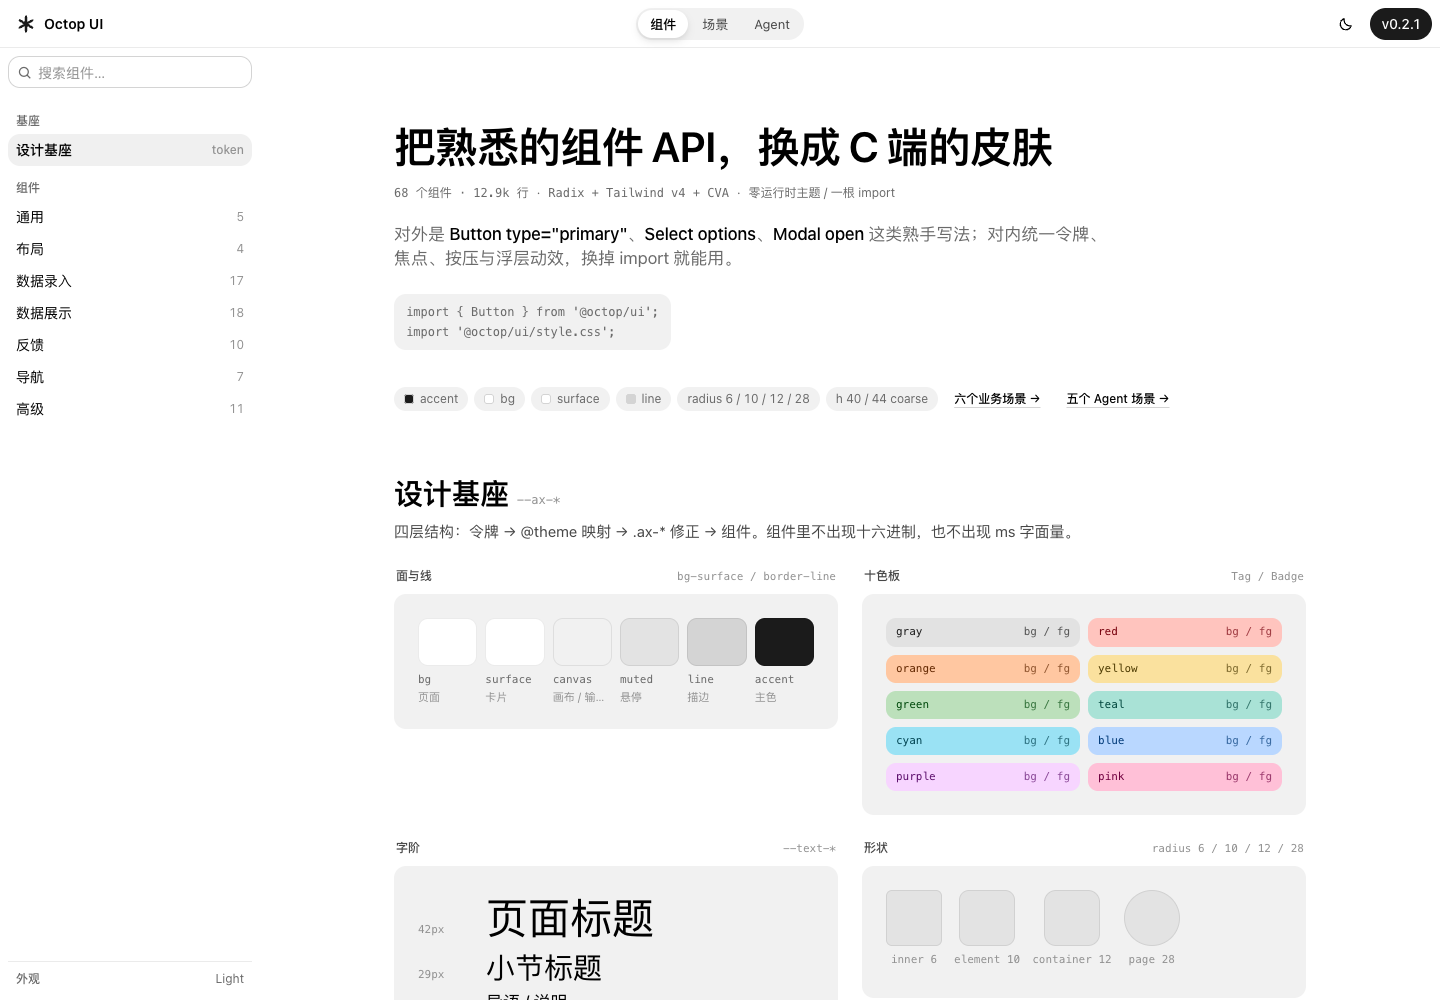 Octop UI
组件
场景
Agent
v0.2.1
搜索组件...
基座
设计基座 token
组件
通用 5
布局 4
数据录入 17
数据展示 18
反馈 10
导航 7
高级 11
外观 Light
把熟悉的组件 API，换成 C 端的皮肤
68 个组件 · 12.9k 行 · Radix + Tailwind v4 + CVA · 零运行时主题 / 一根 import
对外是 Button type="primary"、Select options、Modal open 这类熟手写法；对内统一令牌、
焦点、按压与浮层动效，换掉 import 就能用。
import { Button } from '@octop/ui';
import '@octop/ui/style.css';
accent
bg
surface
line
radius 6 / 10 / 12 / 28
h 40 / 44 coarse
六个业务场景 →
五个 Agent 场景 →
设计基座 --ax-*
四层结构：令牌 → @theme 映射 → .ax-* 修正 → 组件。组件里不出现十六进制，也不出现 ms 字面量。
面与线 bg-surface / border-line
bg
页面
surface
卡片
canvas
画布 / 输...
muted
悬停
line
描边
accent
主色
十色板 Tag / Badge
gray bg / fg
red bg / fg
orange bg / fg
yellow bg / fg
green bg / fg
teal bg / fg
cyan bg / fg
blue bg / fg
purple bg / fg
pink bg / fg
字阶 --text-*
42px 页面标题
29px 小节标题
导语 / 说明
形状 radius 6 / 10 / 12 / 28
inner 6
element 10
container 12
page 28